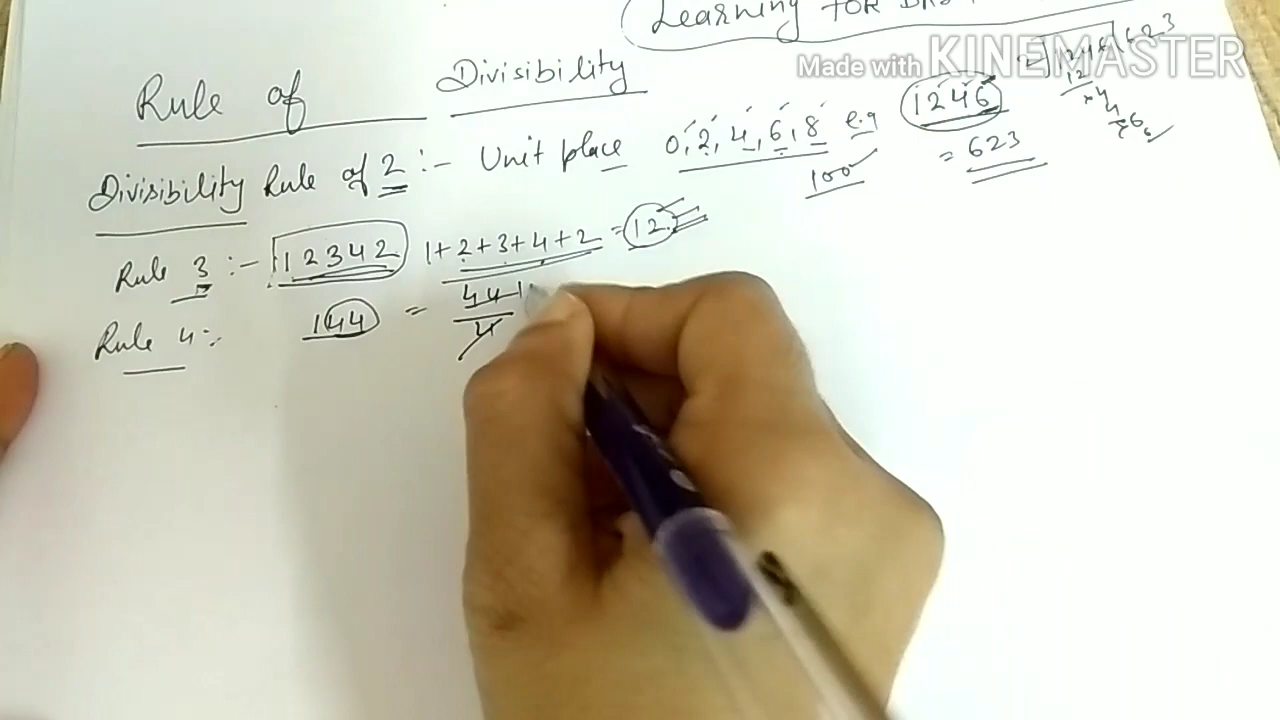 Learning FOR
Made with KINEMASTER
Rule of Divisibility
Divisibility Rule of 2 :- Unit place 0, 2, 4, 6, 8 e.g 1246
100 = 623
Rule 3 :- 12342 1+2+3+4+2 = 12
Rule 4 :- 144 = 44
4